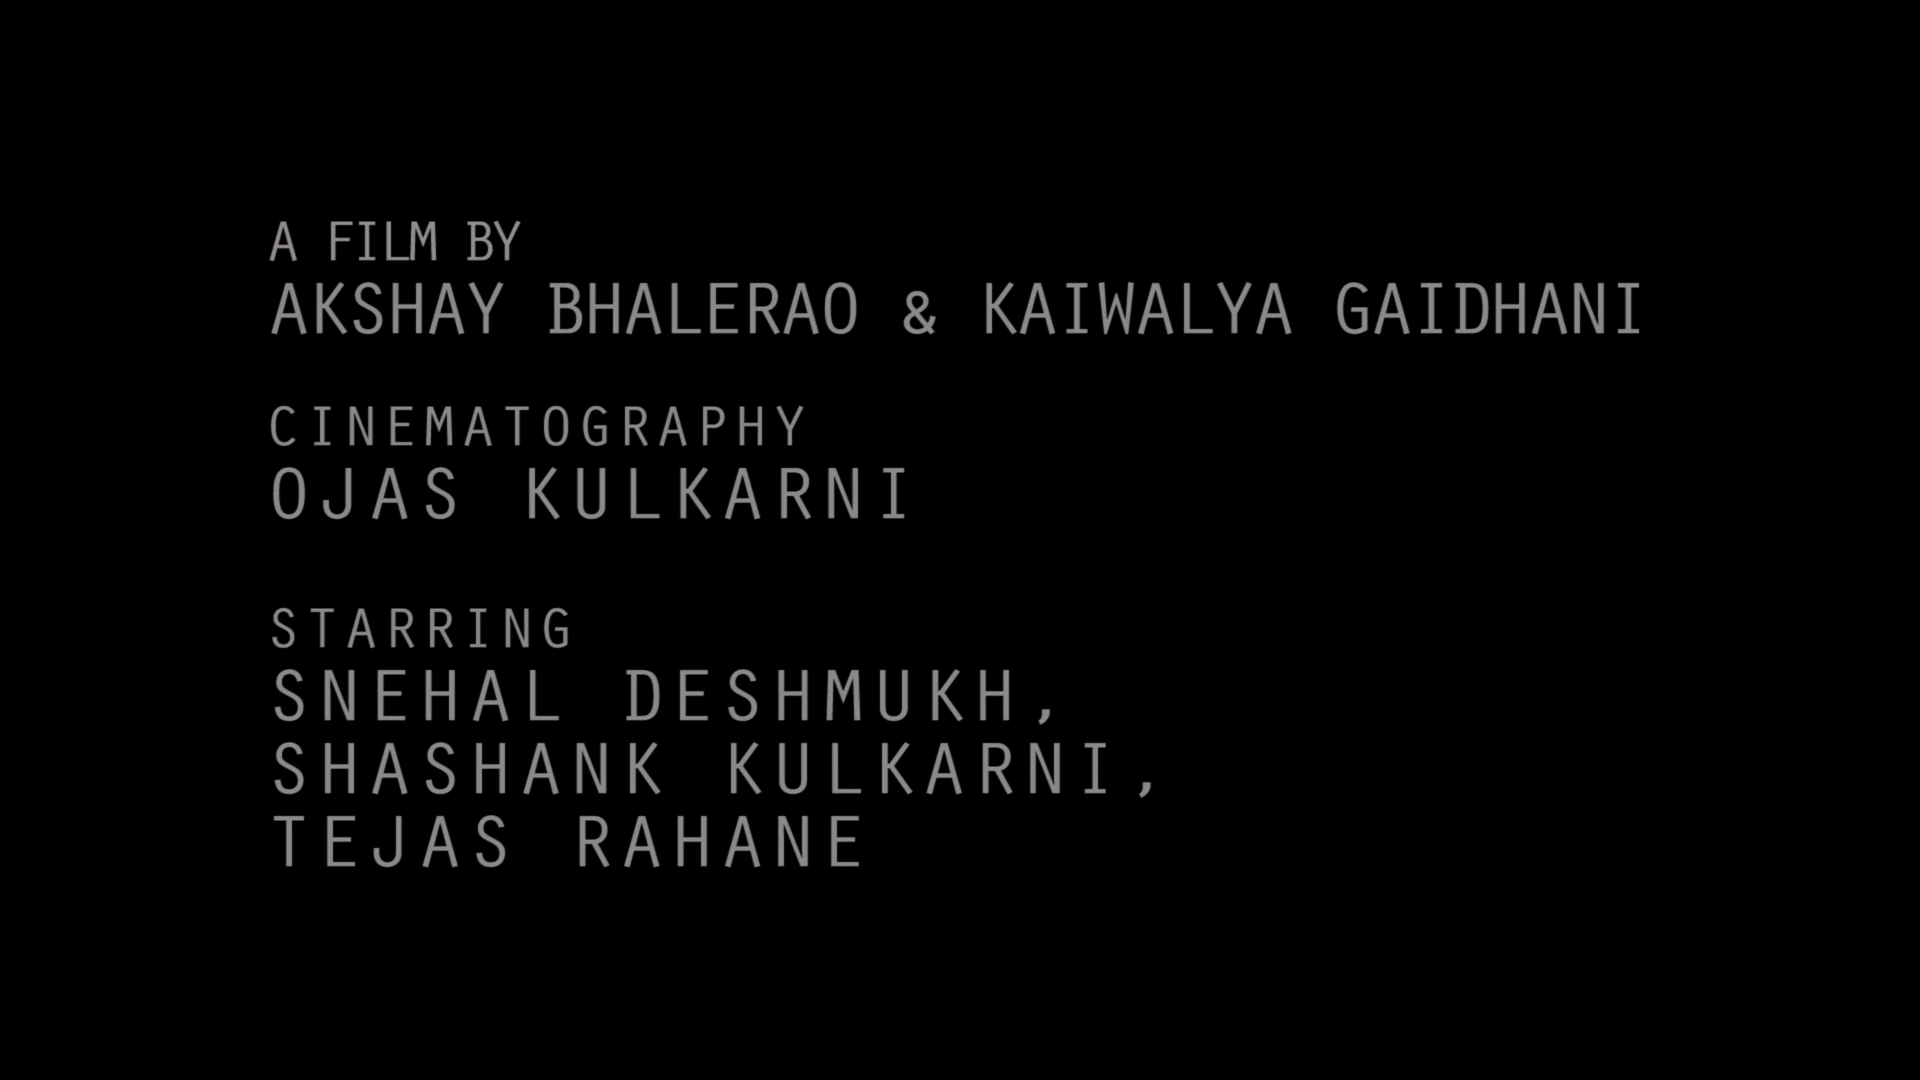 A FILM BY
AKSHAY BHALERAO & KAIWALYA GAIDHANI
CINEMATOGRAPHY
OJAS KULKARNI
STARRING
SNEHAL DESHMUKH,
SHASHANK KULKARNI,
TEJAS RAHANE